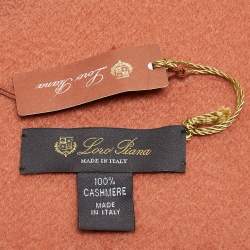 Loro Piana
Loro Piana
MADE IN ITALY
100%
CASHMERE
MADE
IN ITALY